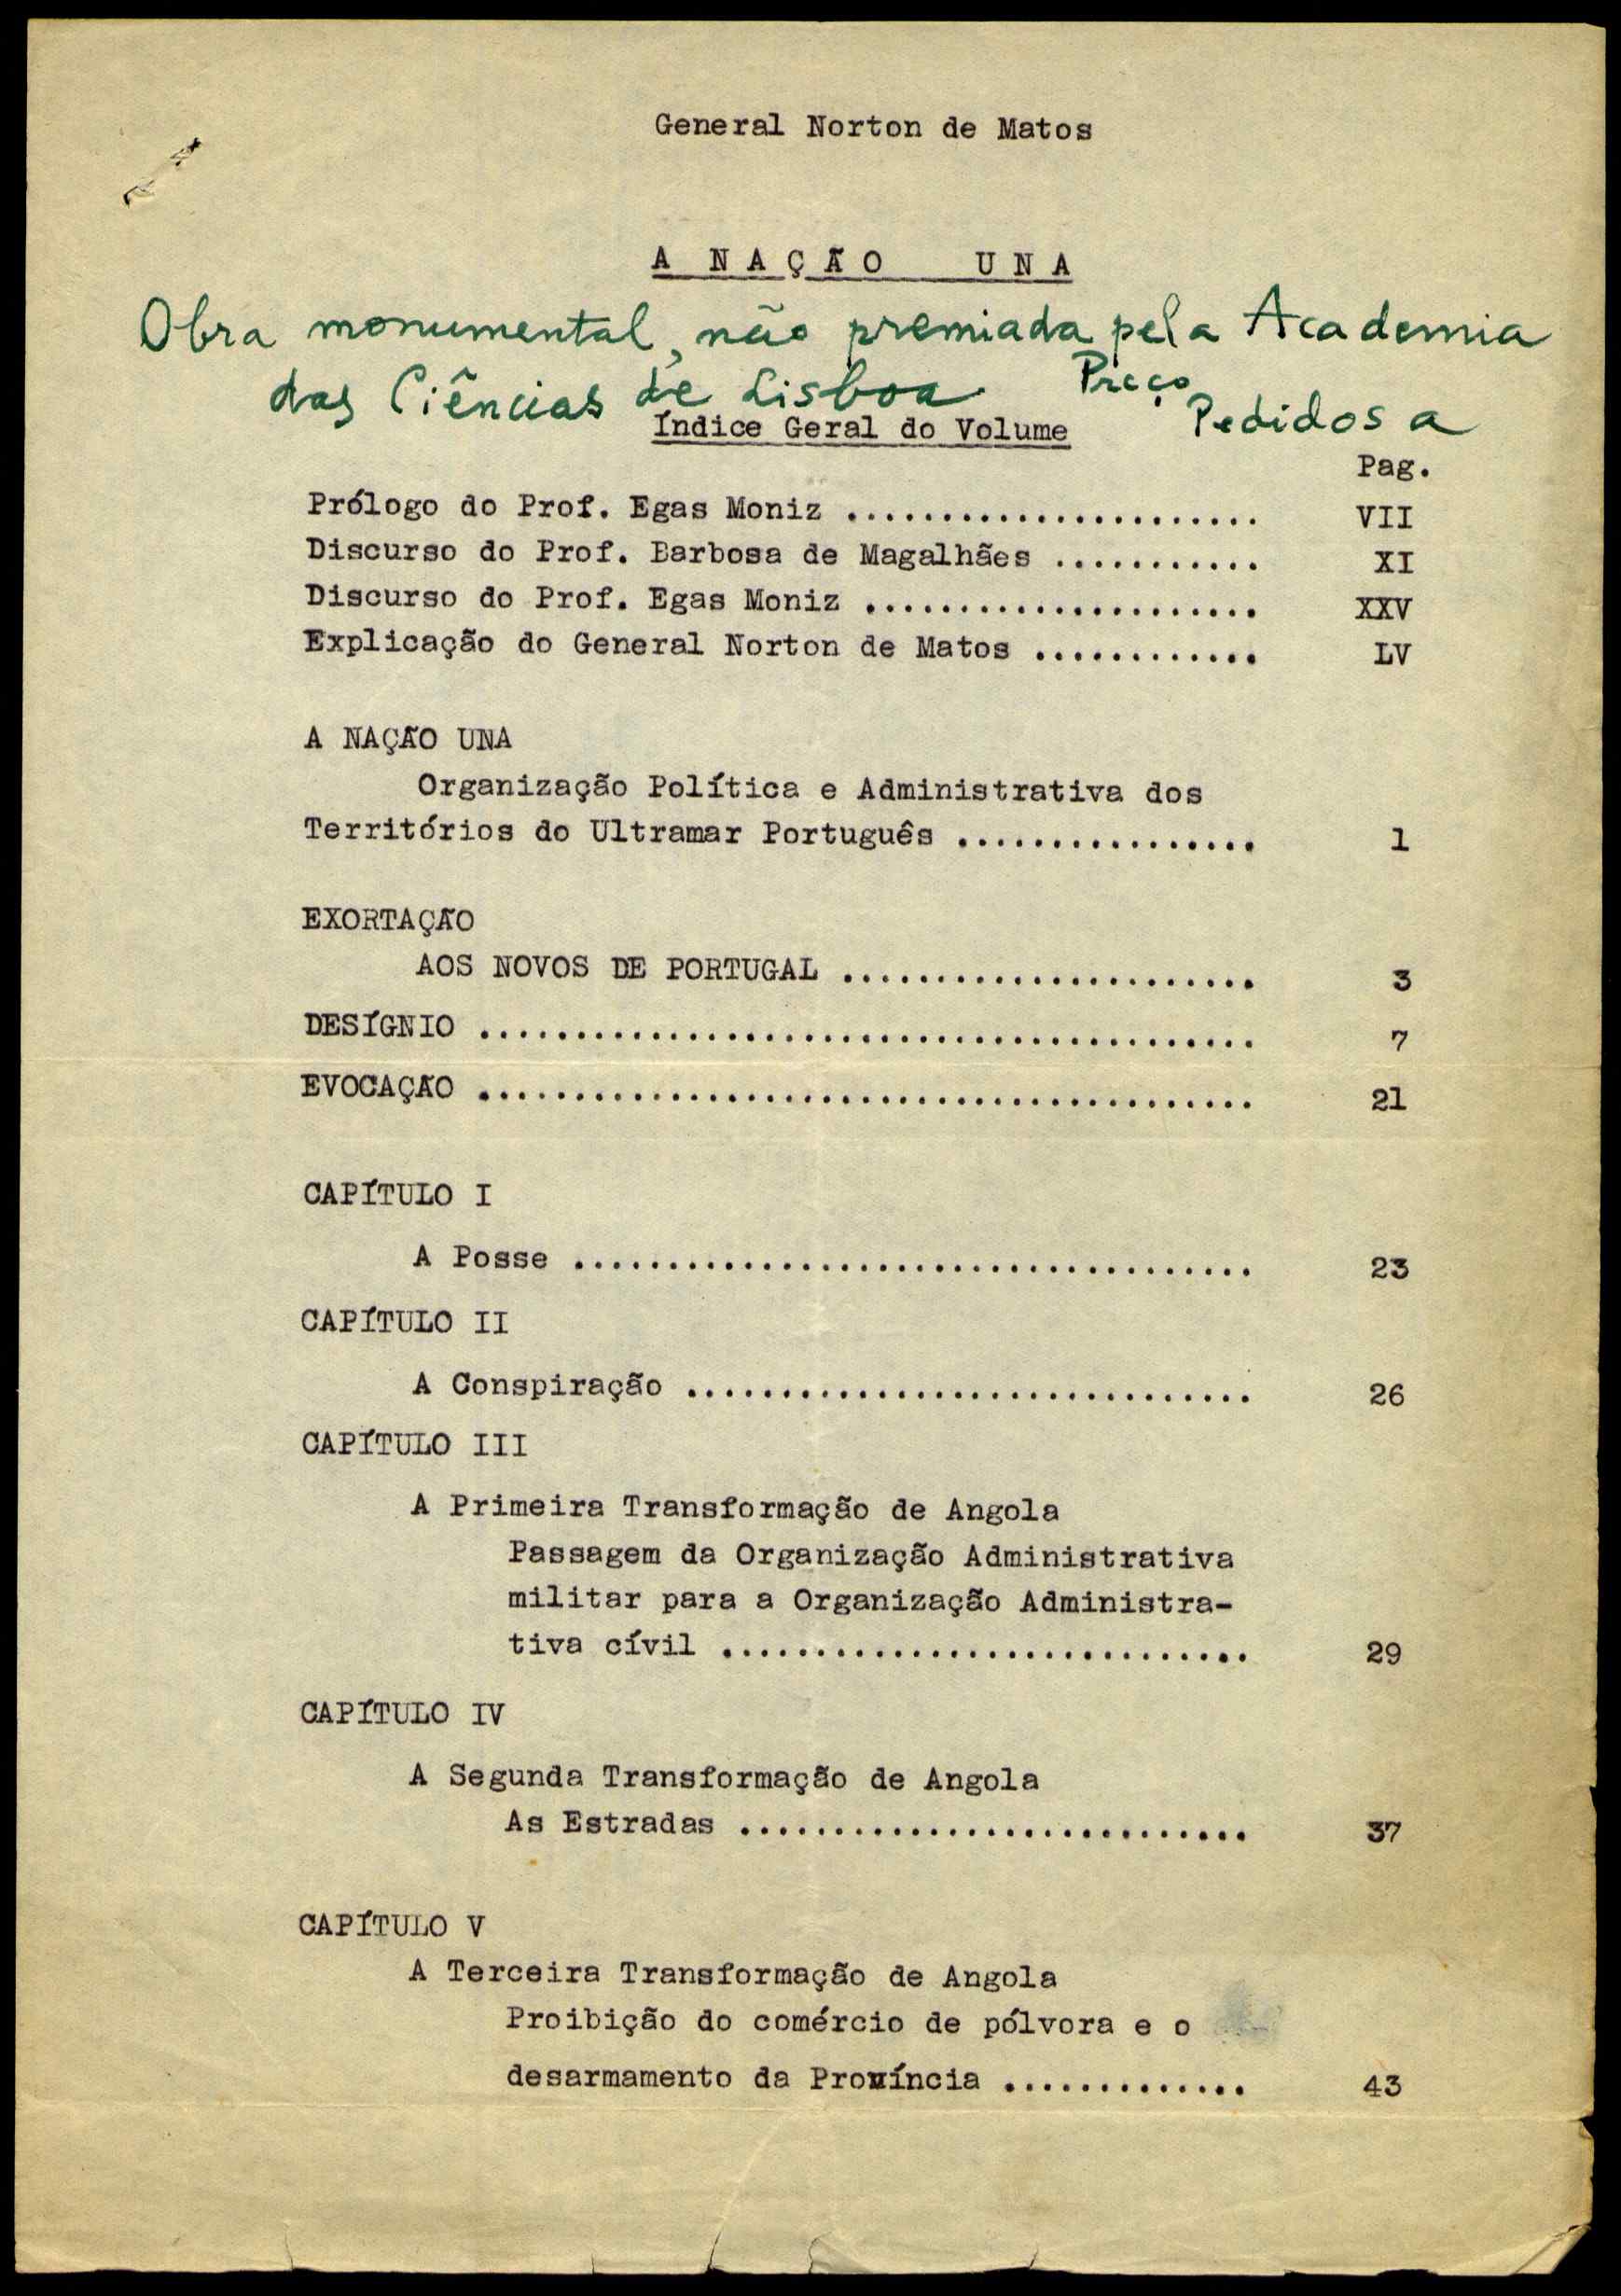 General Norton de Matos
A NAÇÃO UNA
Obra monumental, não premiada pela Academia
das Ciências de Lisboa Preço
Pedidos a
Índice Geral do Volume
Pag.
Prólogo do Prof. Egas Moniz ...................... VII
Discurso do Prof. Barbosa de Magalhães ........... XI
Discurso do Prof. Egas Moniz ..................... XXV
Explicação do General Norton de Matos ............ LV
A NAÇÃO UNA
Organização Política e Administrativa dos
Territórios do Ultramar Português ................ 1
EXORTAÇÃO
AOS NOVOS DE PORTUGAL ...................... 3
DESÍGNIO ......................................... 7
EVOCAÇÃO ......................................... 21
CAPÍTULO I
A Posse .................................... 23
CAPÍTULO II
A Conspiração .............................. 26
CAPÍTULO III
A Primeira Transformação de Angola
Passagem da Organização Administrativa
militar para a Organização Administra-
tiva cívil ............................ 29
CAPÍTULO IV
A Segunda Transformação de Angola
As Estradas ........................... 37
CAPÍTULO V
A Terceira Transformação de Angola
Proibição do comércio de pólvora e o
desarmamento da Província ............. 43